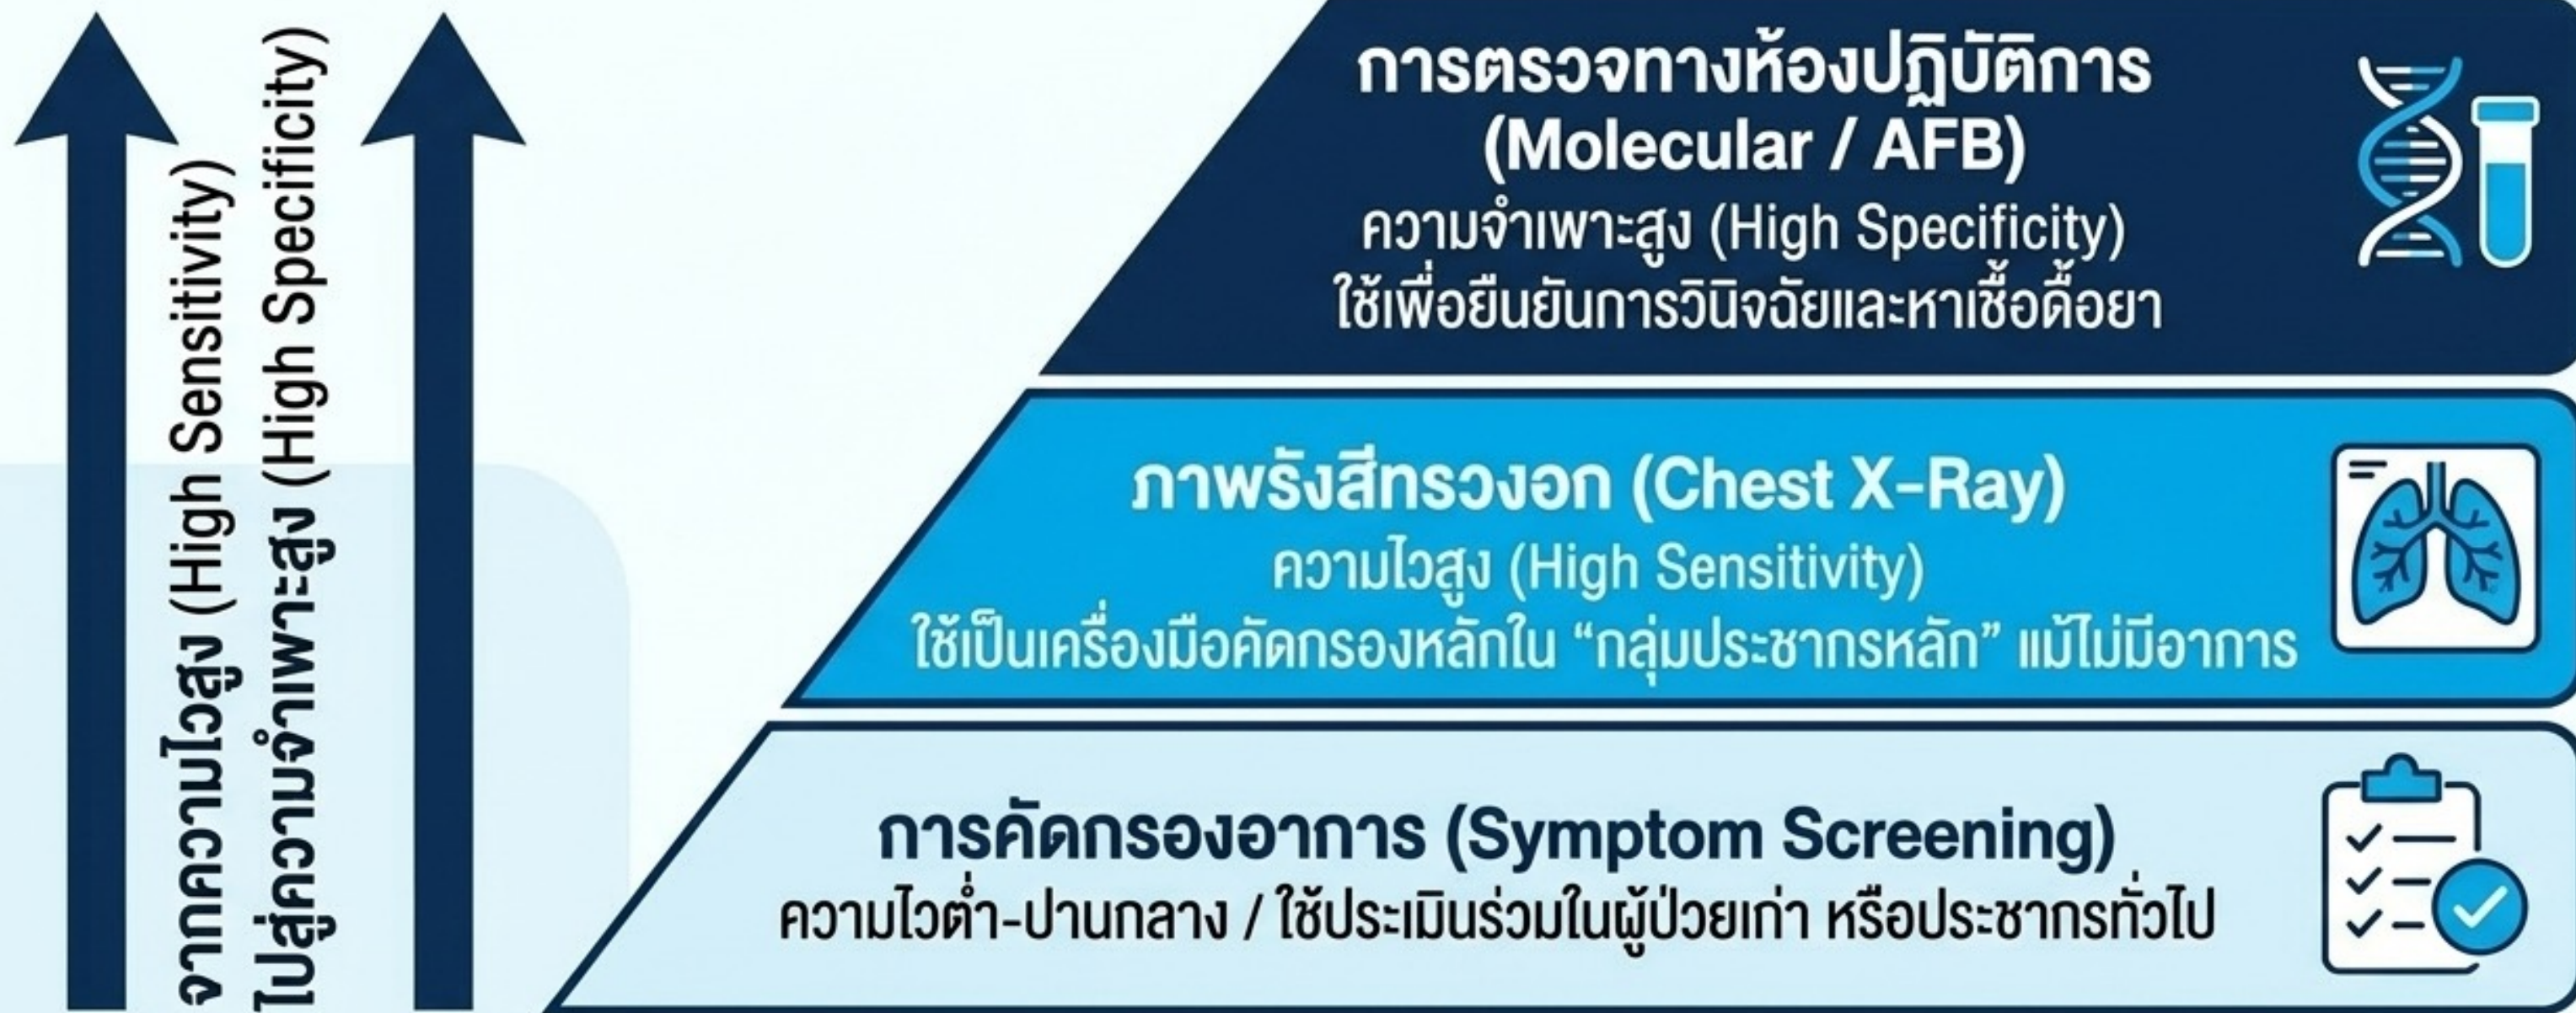 จากความไวสูง (High Sensitivity)
ไปสู่ความจำเพาะสูง (High Specificity)
การตรวจทางห้องปฏิบัติการ
(Molecular / AFB)
ความจำเพาะสูง (High Specificity)
ใช้เพื่อยืนยันการวินิจฉัยและหาเชื้อดื้อยา
ภาพรังสีทรวงอก (Chest X-Ray)
ความไวสูง (High Sensitivity)
ใช้เป็นเครื่องมือคัดกรองหลักใน “กลุ่มประชากรหลัก” แม้ไม่มีอาการ
การคัดกรองอาการ (Symptom Screening)
ความไวต่ำ-ปานกลาง / ใช้ประเมินร่วมในผู้ป่วยเก่า หรือประชากรทั่วไป